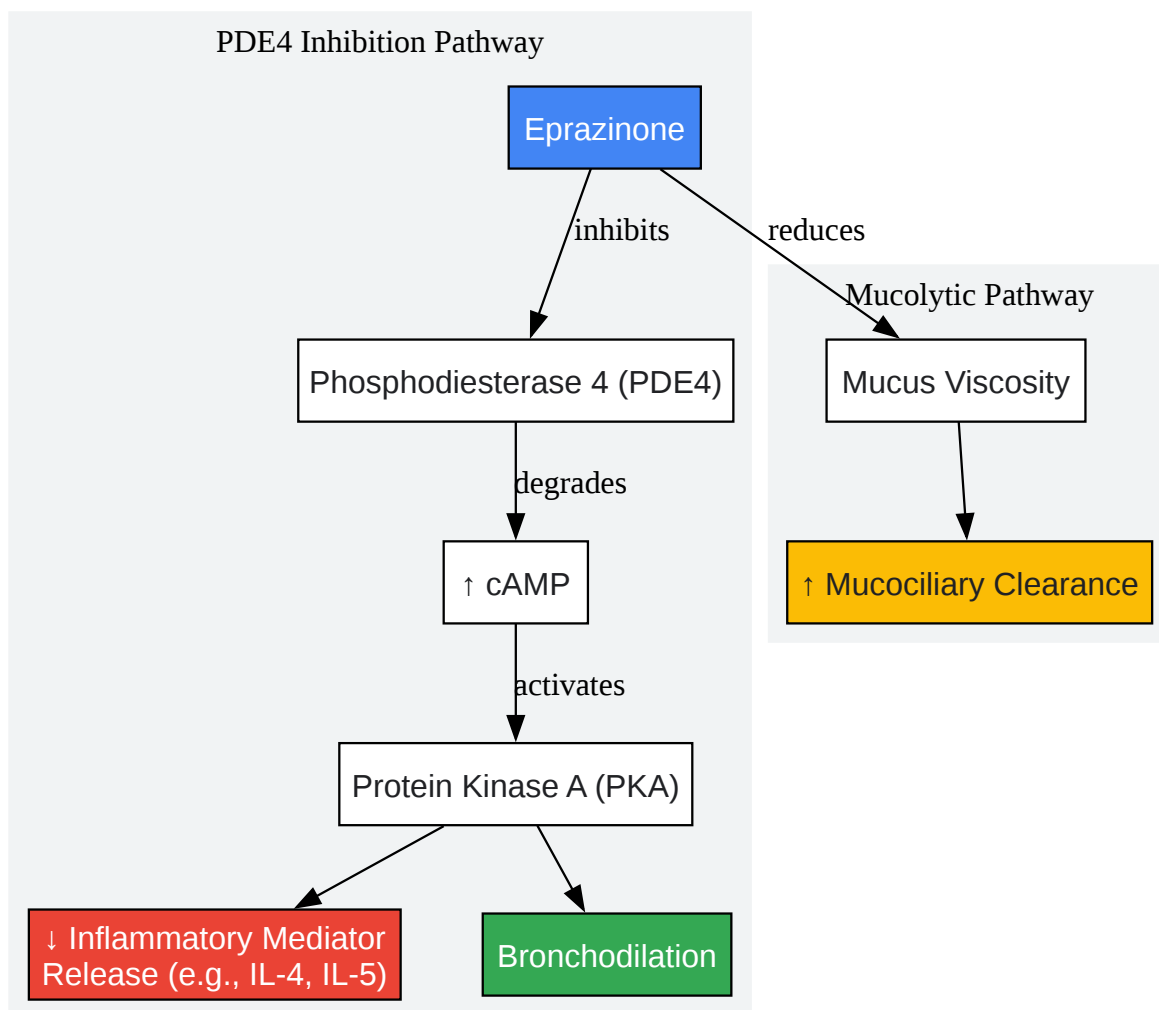 PDE4 Inhibition Pathway
Eprazinone
inhibits
reduces
Mucolytic Pathway
Phosphodiesterase 4 (PDE4)
Mucus Viscosity
degrades
↑ cAMP
↑ Mucociliary Clearance
activates
Protein Kinase A (PKA)
↓ Inflammatory Mediator
Release (e.g., IL-4, IL-5)
Bronchodilation